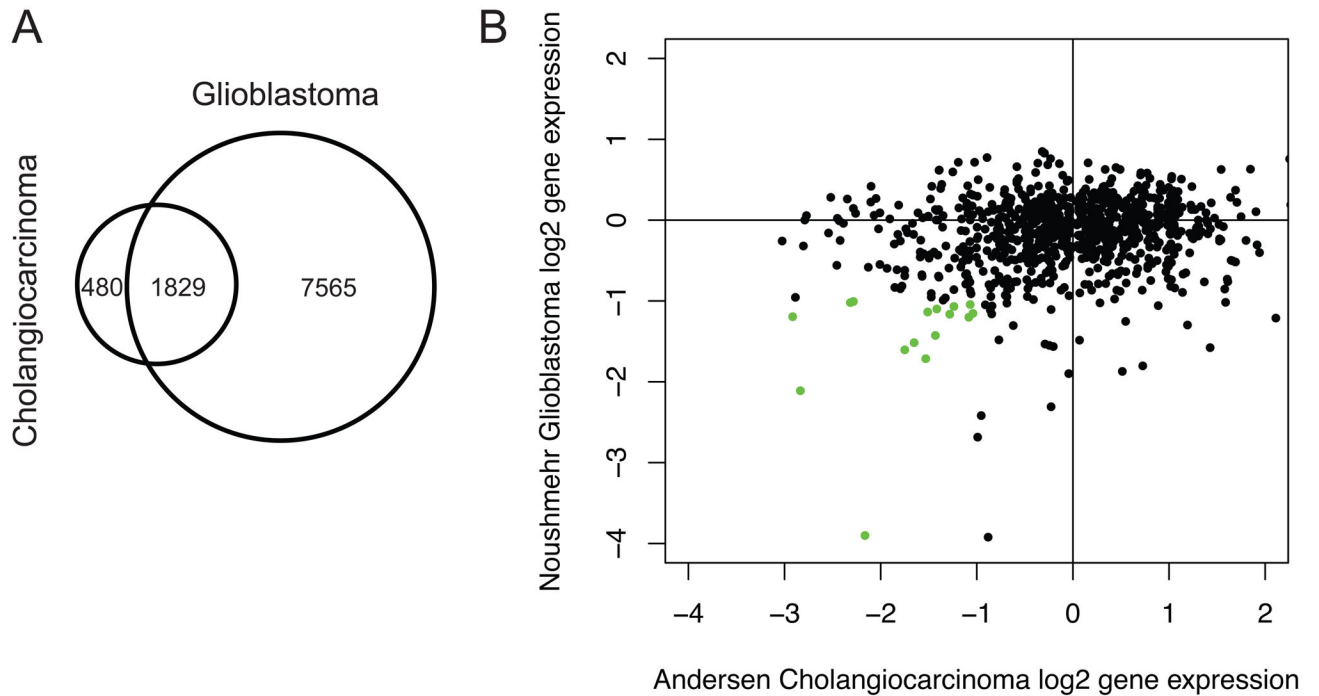 A
Glioblastoma
Cholangiocarcinoma
480
1829
7565
B
Noushmehr Glioblastoma log2 gene expression
2
1
0
−1
−2
−3
−4
−4
−3
−2
−1
0
1
2
Andersen Cholangiocarcinoma log2 gene expression